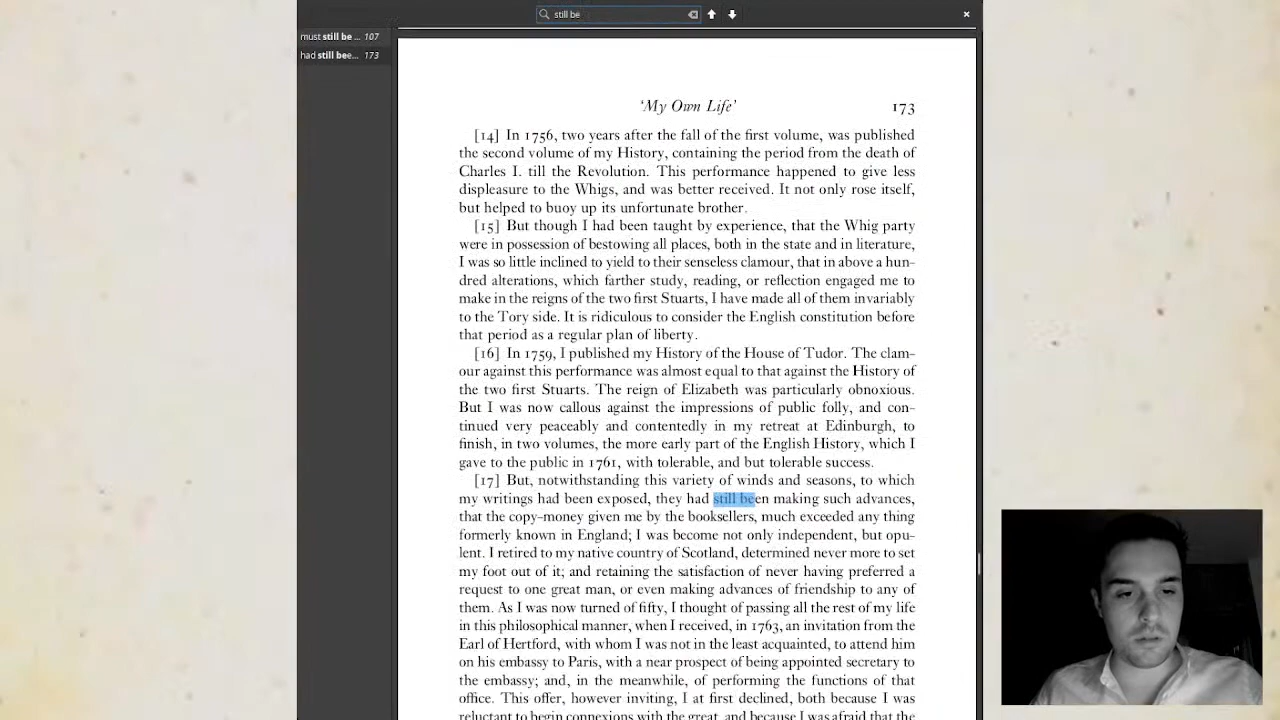 still be
must still be ... 107
had still bee... 173
'My Own Life' 173
[14] In 1756, two years after the fall of the first volume, was published
the second volume of my History, containing the period from the death of
Charles I. till the Revolution. This performance happened to give less
displeasure to the Whigs, and was better received. It not only rose itself,
but helped to buoy up its unfortunate brother.
[15] But though I had been taught by experience, that the Whig party
were in possession of bestowing all places, both in the state and in literature,
I was so little inclined to yield to their senseless clamour, that in above a hun-
dred alterations, which farther study, reading, or reflection engaged me to
make in the reigns of the two first Stuarts, I have made all of them invariably
to the Tory side. It is ridiculous to consider the English constitution before
that period as a regular plan of liberty.
[16] In 1759, I published my History of the House of Tudor. The clam-
our against this performance was almost equal to that against the History of
the two first Stuarts. The reign of Elizabeth was particularly obnoxious.
But I was now callous against the impressions of public folly, and con-
tinued very peaceably and contentedly in my retreat at Edinburgh, to
finish, in two volumes, the more early part of the English History, which I
gave to the public in 1761, with tolerable, and but tolerable success.
[17] But, notwithstanding this variety of winds and seasons, to which
my writings had been exposed, they had still been making such advances,
that the copy-money given me by the booksellers, much exceeded any thing
formerly known in England; I was become not only independent, but opu-
lent. I retired to my native country of Scotland, determined never more to set
my foot out of it; and retaining the satisfaction of never having preferred a
request to one great man, or even making advances of friendship to any of
them. As I was now turned of fifty, I thought of passing all the rest of my life
in this philosophical manner, when I received, in 1763, an invitation from the
Earl of Hertford, with whom I was not in the least acquainted, to attend him
on his embassy to Paris, with a near prospect of being appointed secretary to
the embassy; and, in the meanwhile, of performing the functions of that
office. This offer, however inviting, I at first declined, both because I was
reluctant to begin connexions with the great, and because I was afraid that the